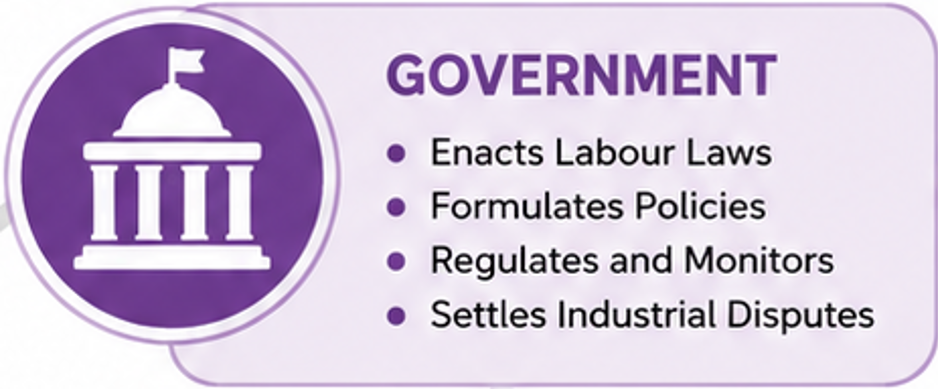 GOVERNMENT
• Enacts Labour Laws
• Formulates Policies
• Regulates and Monitors
• Settles Industrial Disputes